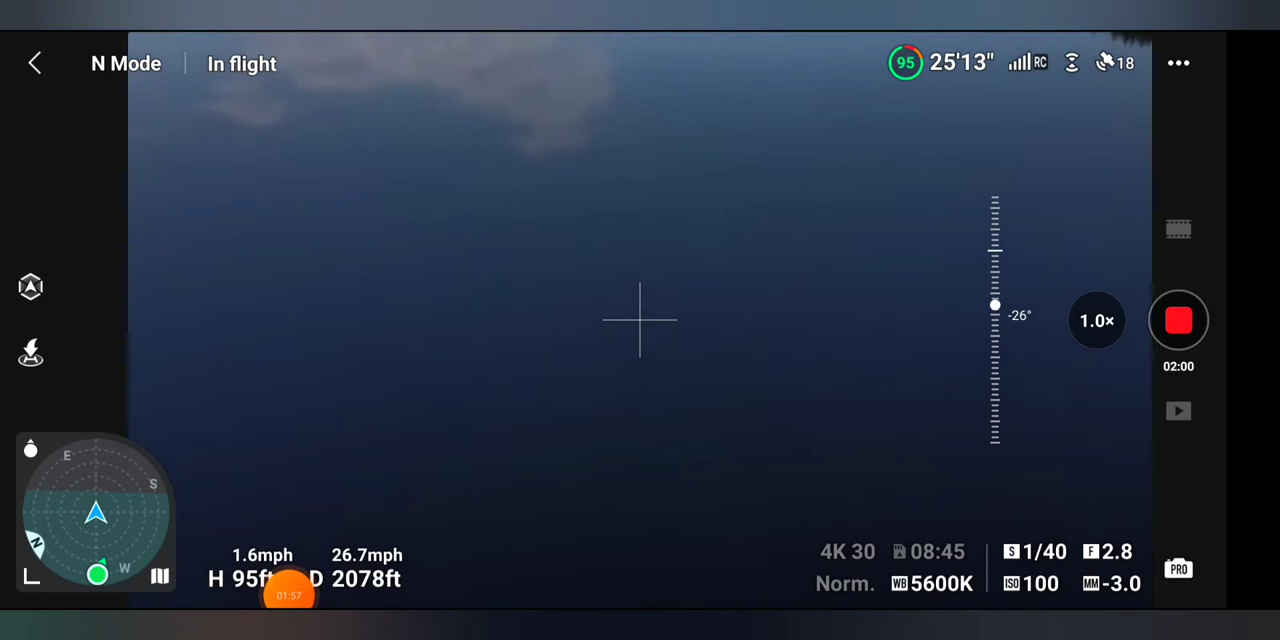 N Mode In flight 95 25'13" RC 18
-26°
1.0×
02:00
E
S
N
W
1.6mph 26.7mph
H 95ft D 2078ft
01:57
4K 30 08:45 S 1/40 F 2.8
Norm. WB 5600K ISO 100 MM -3.0
PRO